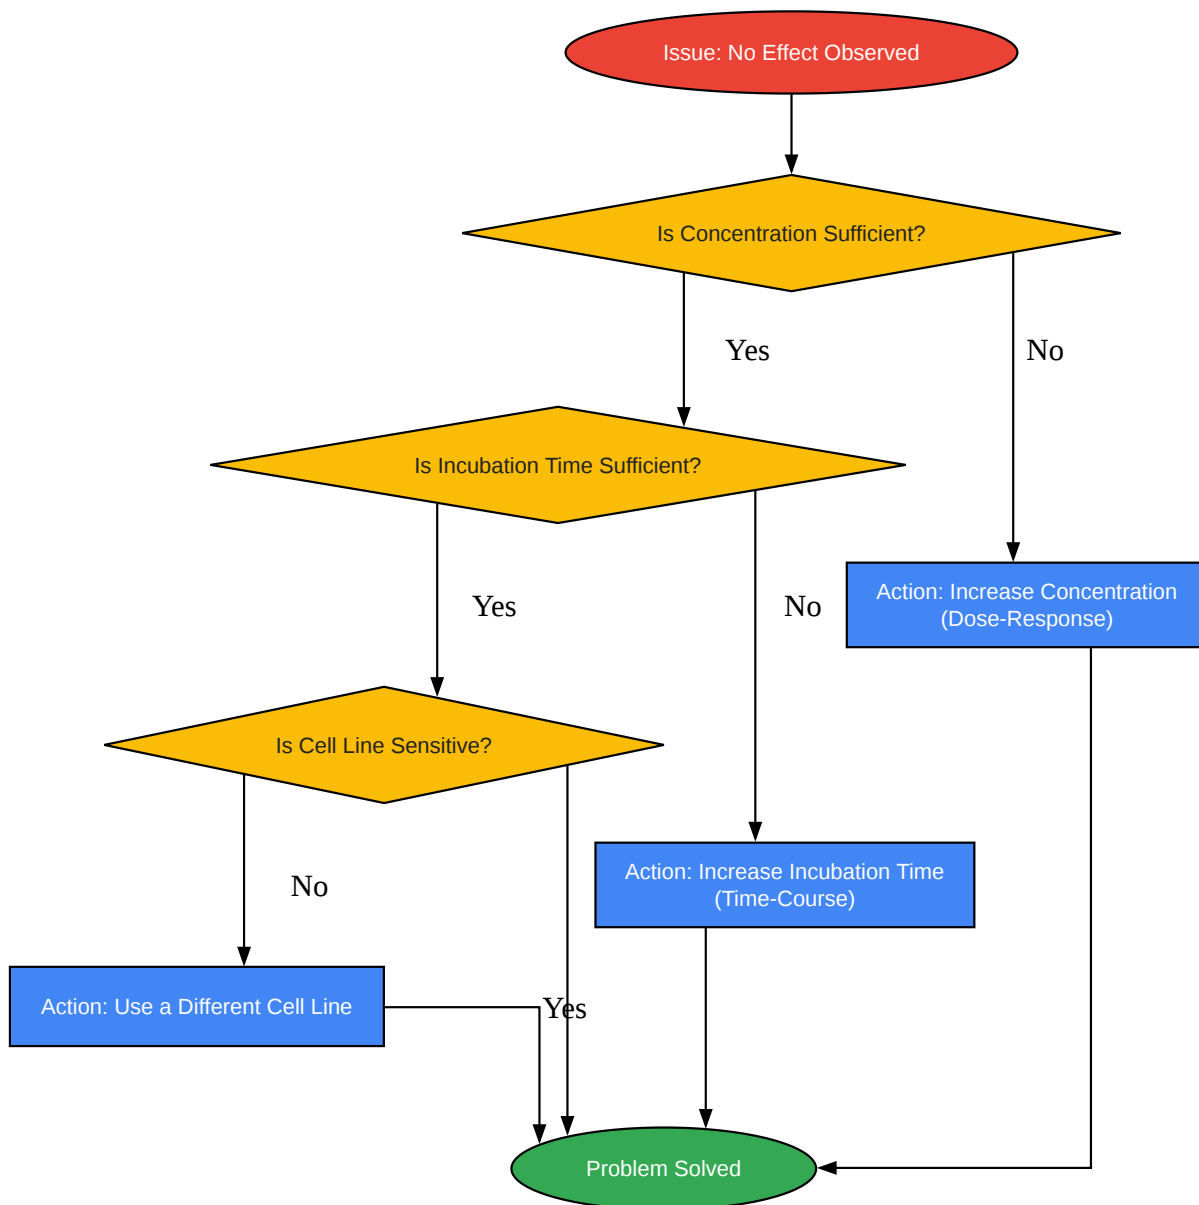 Issue: No Effect Observed
Is Concentration Sufficient?
Yes
No
Is Incubation Time Sufficient?
Action: Increase Concentration
(Dose-Response)
Yes
No
Is Cell Line Sensitive?
Action: Increase Incubation Time
(Time-Course)
No
Action: Use a Different Cell Line
Yes
Problem Solved